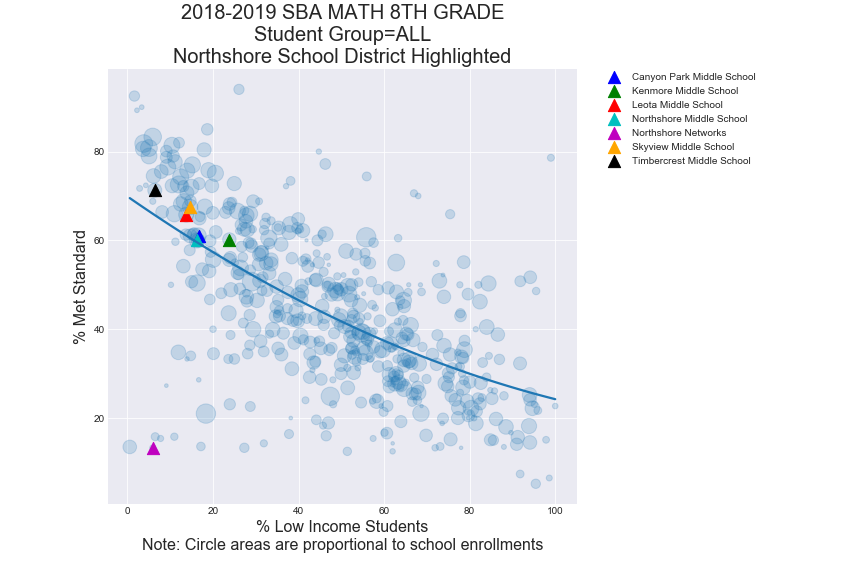 2018-2019 SBA MATH 8TH GRADE
Student Group=ALL
Northshore School District Highlighted
Canyon Park Middle School
Kenmore Middle School
Leota Middle School
Northshore Middle School
Northshore Networks
Skyview Middle School
Timbercrest Middle School
% Met Standard
80
60
40
20
0 20 40 60 80 100
% Low Income Students
Note: Circle areas are proportional to school enrollments